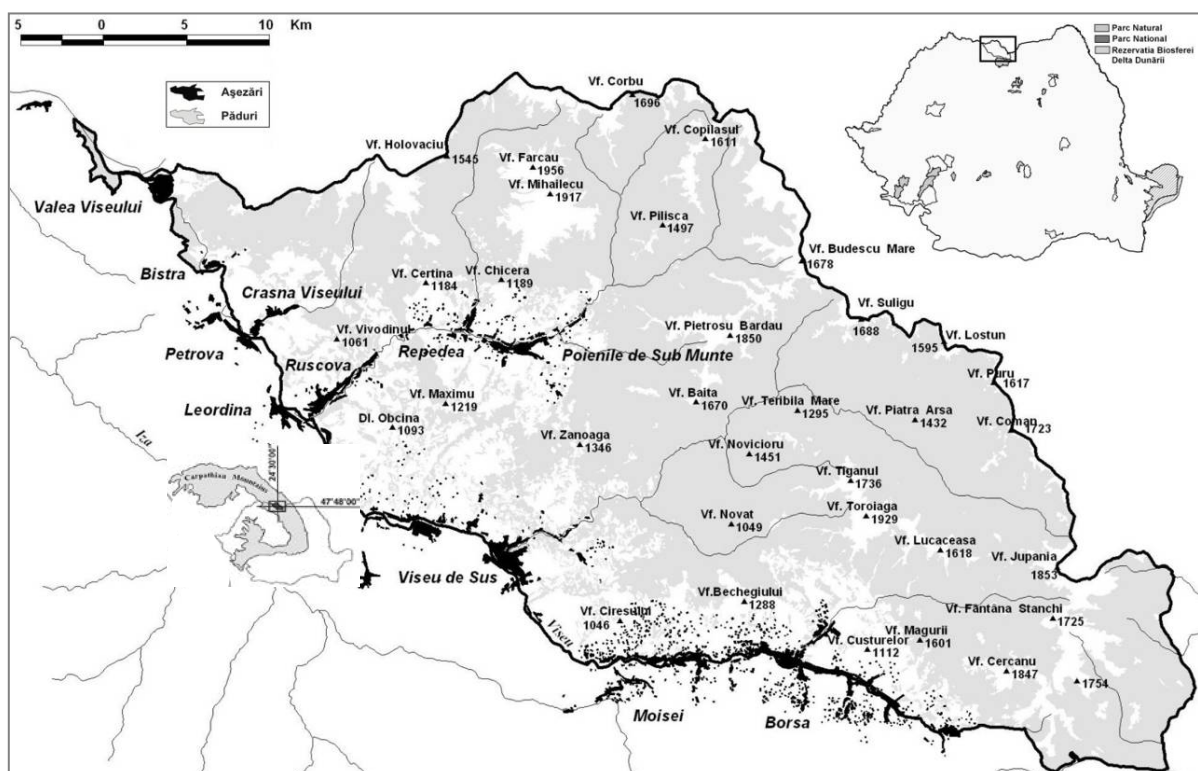 5 0 5 10 Km
Aşezări
Păduri
Parc Natural
Parc National
Rezervatia Biosferei
Delta Dunării
Vf. Corbu
1696
Vf. Copilasul
1611
Vf. Holovaciu
1545
Vf. Farcau
1956
Vf. Mihailecu
1917
Valea Viseului
Vf. Pilisca
1497
Vf. Budescu Mare
1678
Bistra
Vf. Certina
1184
Vf. Chicera
1189
Crasna Viseului
Vf. Suligu
1688
Vf. Lostun
1595
Vf. Pietrosu Bardau
1850
Vf. Vivodinul
1061
Petrova
Repedea
Poienile de Sub Munte
Ruscova
Vf. Puru
1617
Vf. Maximu
1219
Vf. Baita
1670
Vf. Teribila Mare
1295
Vf. Piatra Arsa
1432
Leordina
Dl. Obcina
1093
Vf. Coman
1723
Iza
Vf. Zanoaga
1346
Vf. Novicioru
1451
Carpathian Mountains
24°30'00"
47°48'00"
Vf. Tiganul
1736
Vf. Novat
1049
Vf. Toroiaga
1929
Vf. Lucaceasa
1618
Vf. Jupania
1853
Viseu de Sus
Vf.Bechegiului
1288
Vf. Ciresului
1046
Viseu
Vf. Fântâna Stanchi
1725
Vf. Magurii
1601
Vf. Custurelor
1112
Vf. Cercanu
1847
1754
Moisei
Borsa